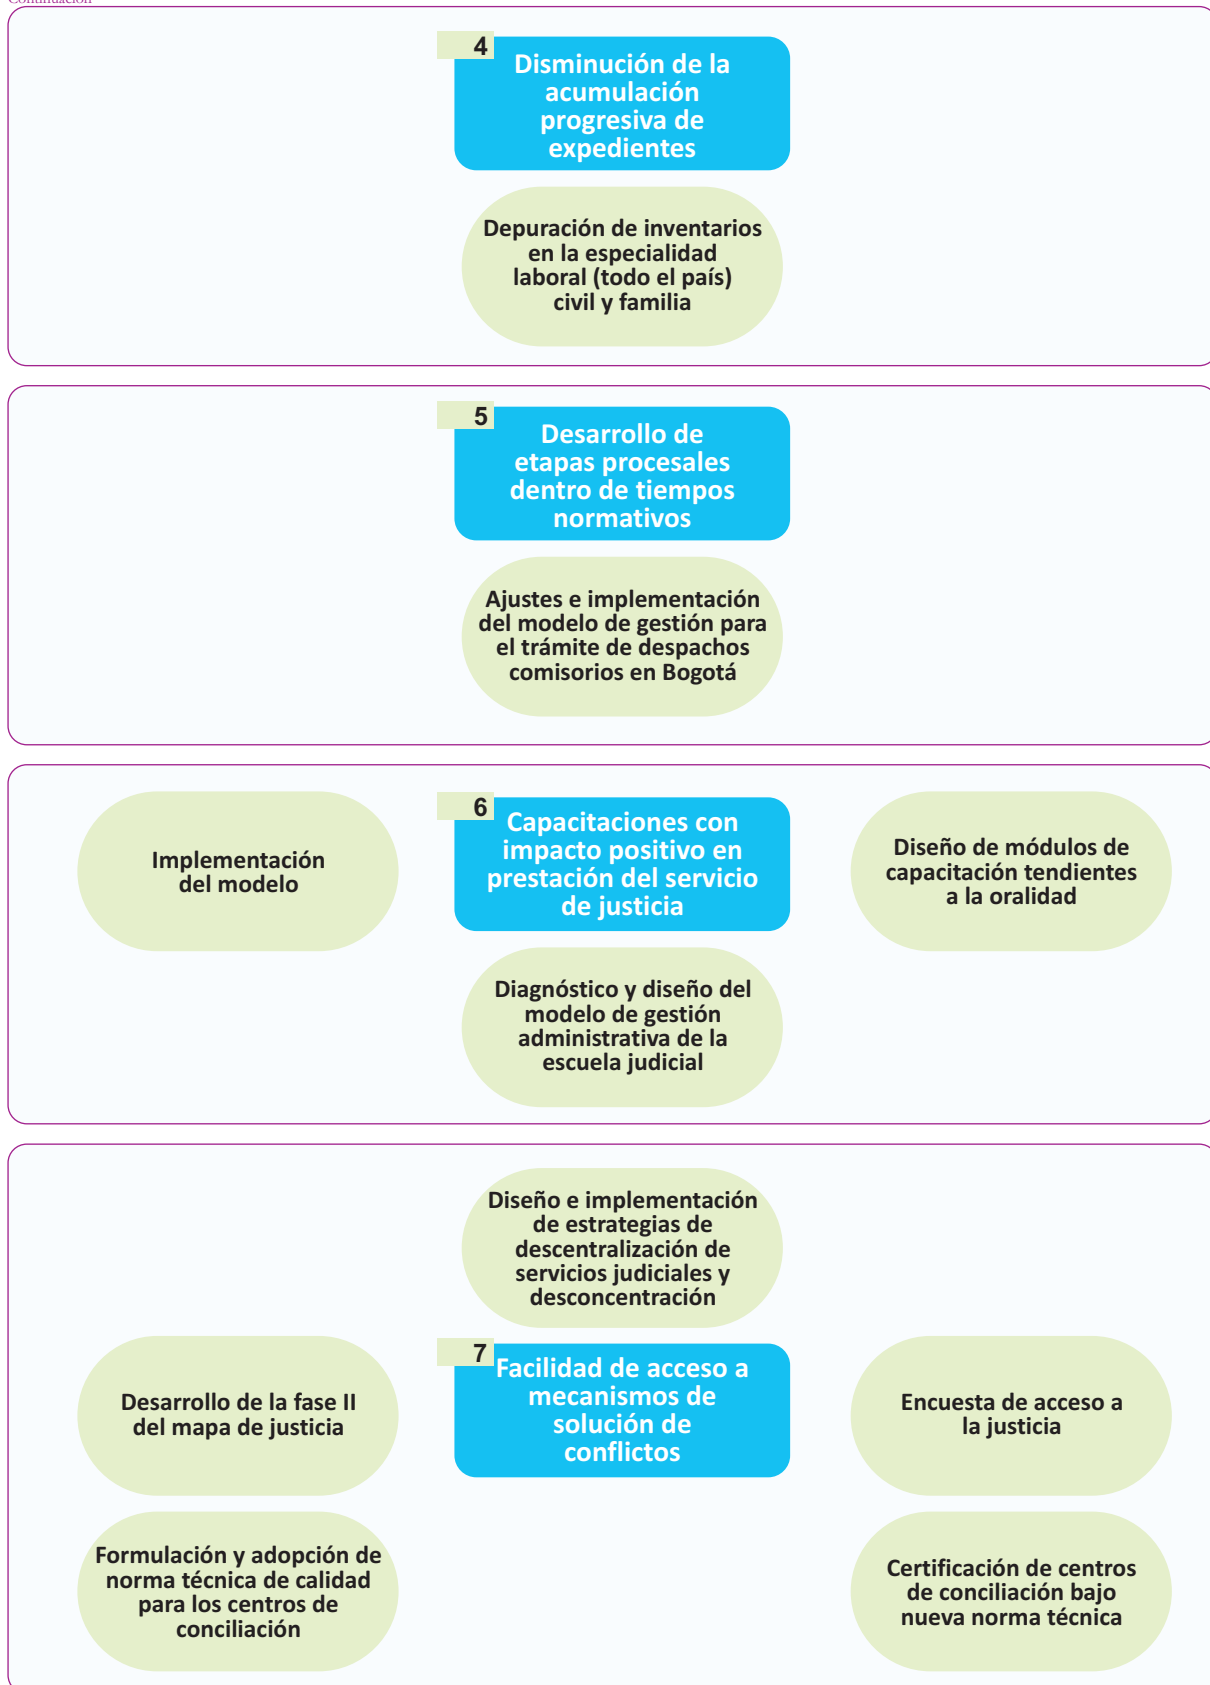 Continuación
4
Disminución de la
acumulación
progresiva de
expedientes
Depuración de inventarios
en la especialidad
laboral (todo el país)
civil y familia
5
Desarrollo de
etapas procesales
dentro de tiempos
normativos
Ajustes e implementación
del modelo de gestión para
el trámite de despachos
comisorios en Bogotá
Implementación
del modelo
6
Capacitaciones con
impacto positivo en
prestación del servicio
de justicia
Diseño de módulos de
capacitación tendientes
a la oralidad
Diagnóstico y diseño del
modelo de gestión
administrativa de la
escuela judicial
Diseño e implementación
de estrategias de
descentralización de
servicios judiciales y
desconcentración
Desarrollo de la fase II
del mapa de justicia
7
Facilidad de acceso a
mecanismos de
solución de
conflictos
Encuesta de acceso a
la justicia
Formulación y adopción de
norma técnica de calidad
para los centros de
conciliación
Certificación de centros
de conciliación bajo
nueva norma técnica